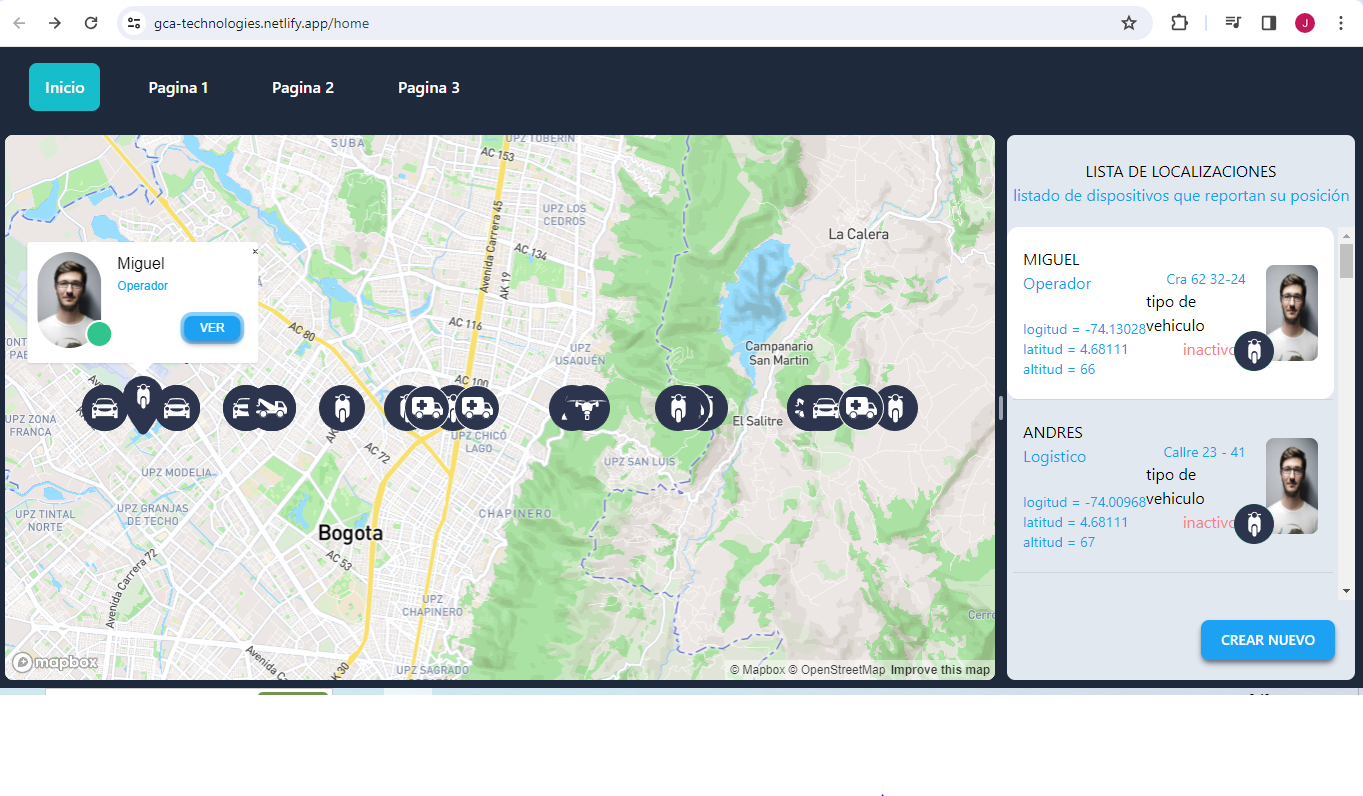 gca-technologies.netlify.app/home
J
Inicio
Pagina 1
Pagina 2
Pagina 3
SUBA
UPZ TOBERIN
AC 153
UPZ LOS
CEDROS
Avenida Carrera 45
AC 134
AK 19
La Calera
Miguel
Operador
VER
×
AC 80
AC 116
UPZ
USAQUÉN
Campanario
San Martin
AC 100
UPZ ZONA
FRANCA
El Salitre
UPZ CHICÓ
LAGO
AC 72
UPZ MODELIA
UPZ SAN LUIS
UPZ TINTAL
NORTE
UPZ GRANJAS
DE TECHO
CHAPINERO
Bogota
AC 53
Avenida Carrera 72
UPZ
CHAPINERO
Cerro
Avenida Carrera
AK 30
UPZ SAGRADO
mapbox
© Mapbox © OpenStreetMap Improve this map
LISTA DE LOCALIZACIONES
listado de dispositivos que reportan su posición
MIGUEL
Operador
Cra 62 32-24
tipo de
vehiculo
logitud = -74.13028
latitud = 4.68111
inactivo
altitud = 66
ANDRES
Logistico
Callre 23 - 41
tipo de
vehiculo
logitud = -74.00968
latitud = 4.68111
inactivo
altitud = 67
CREAR NUEVO